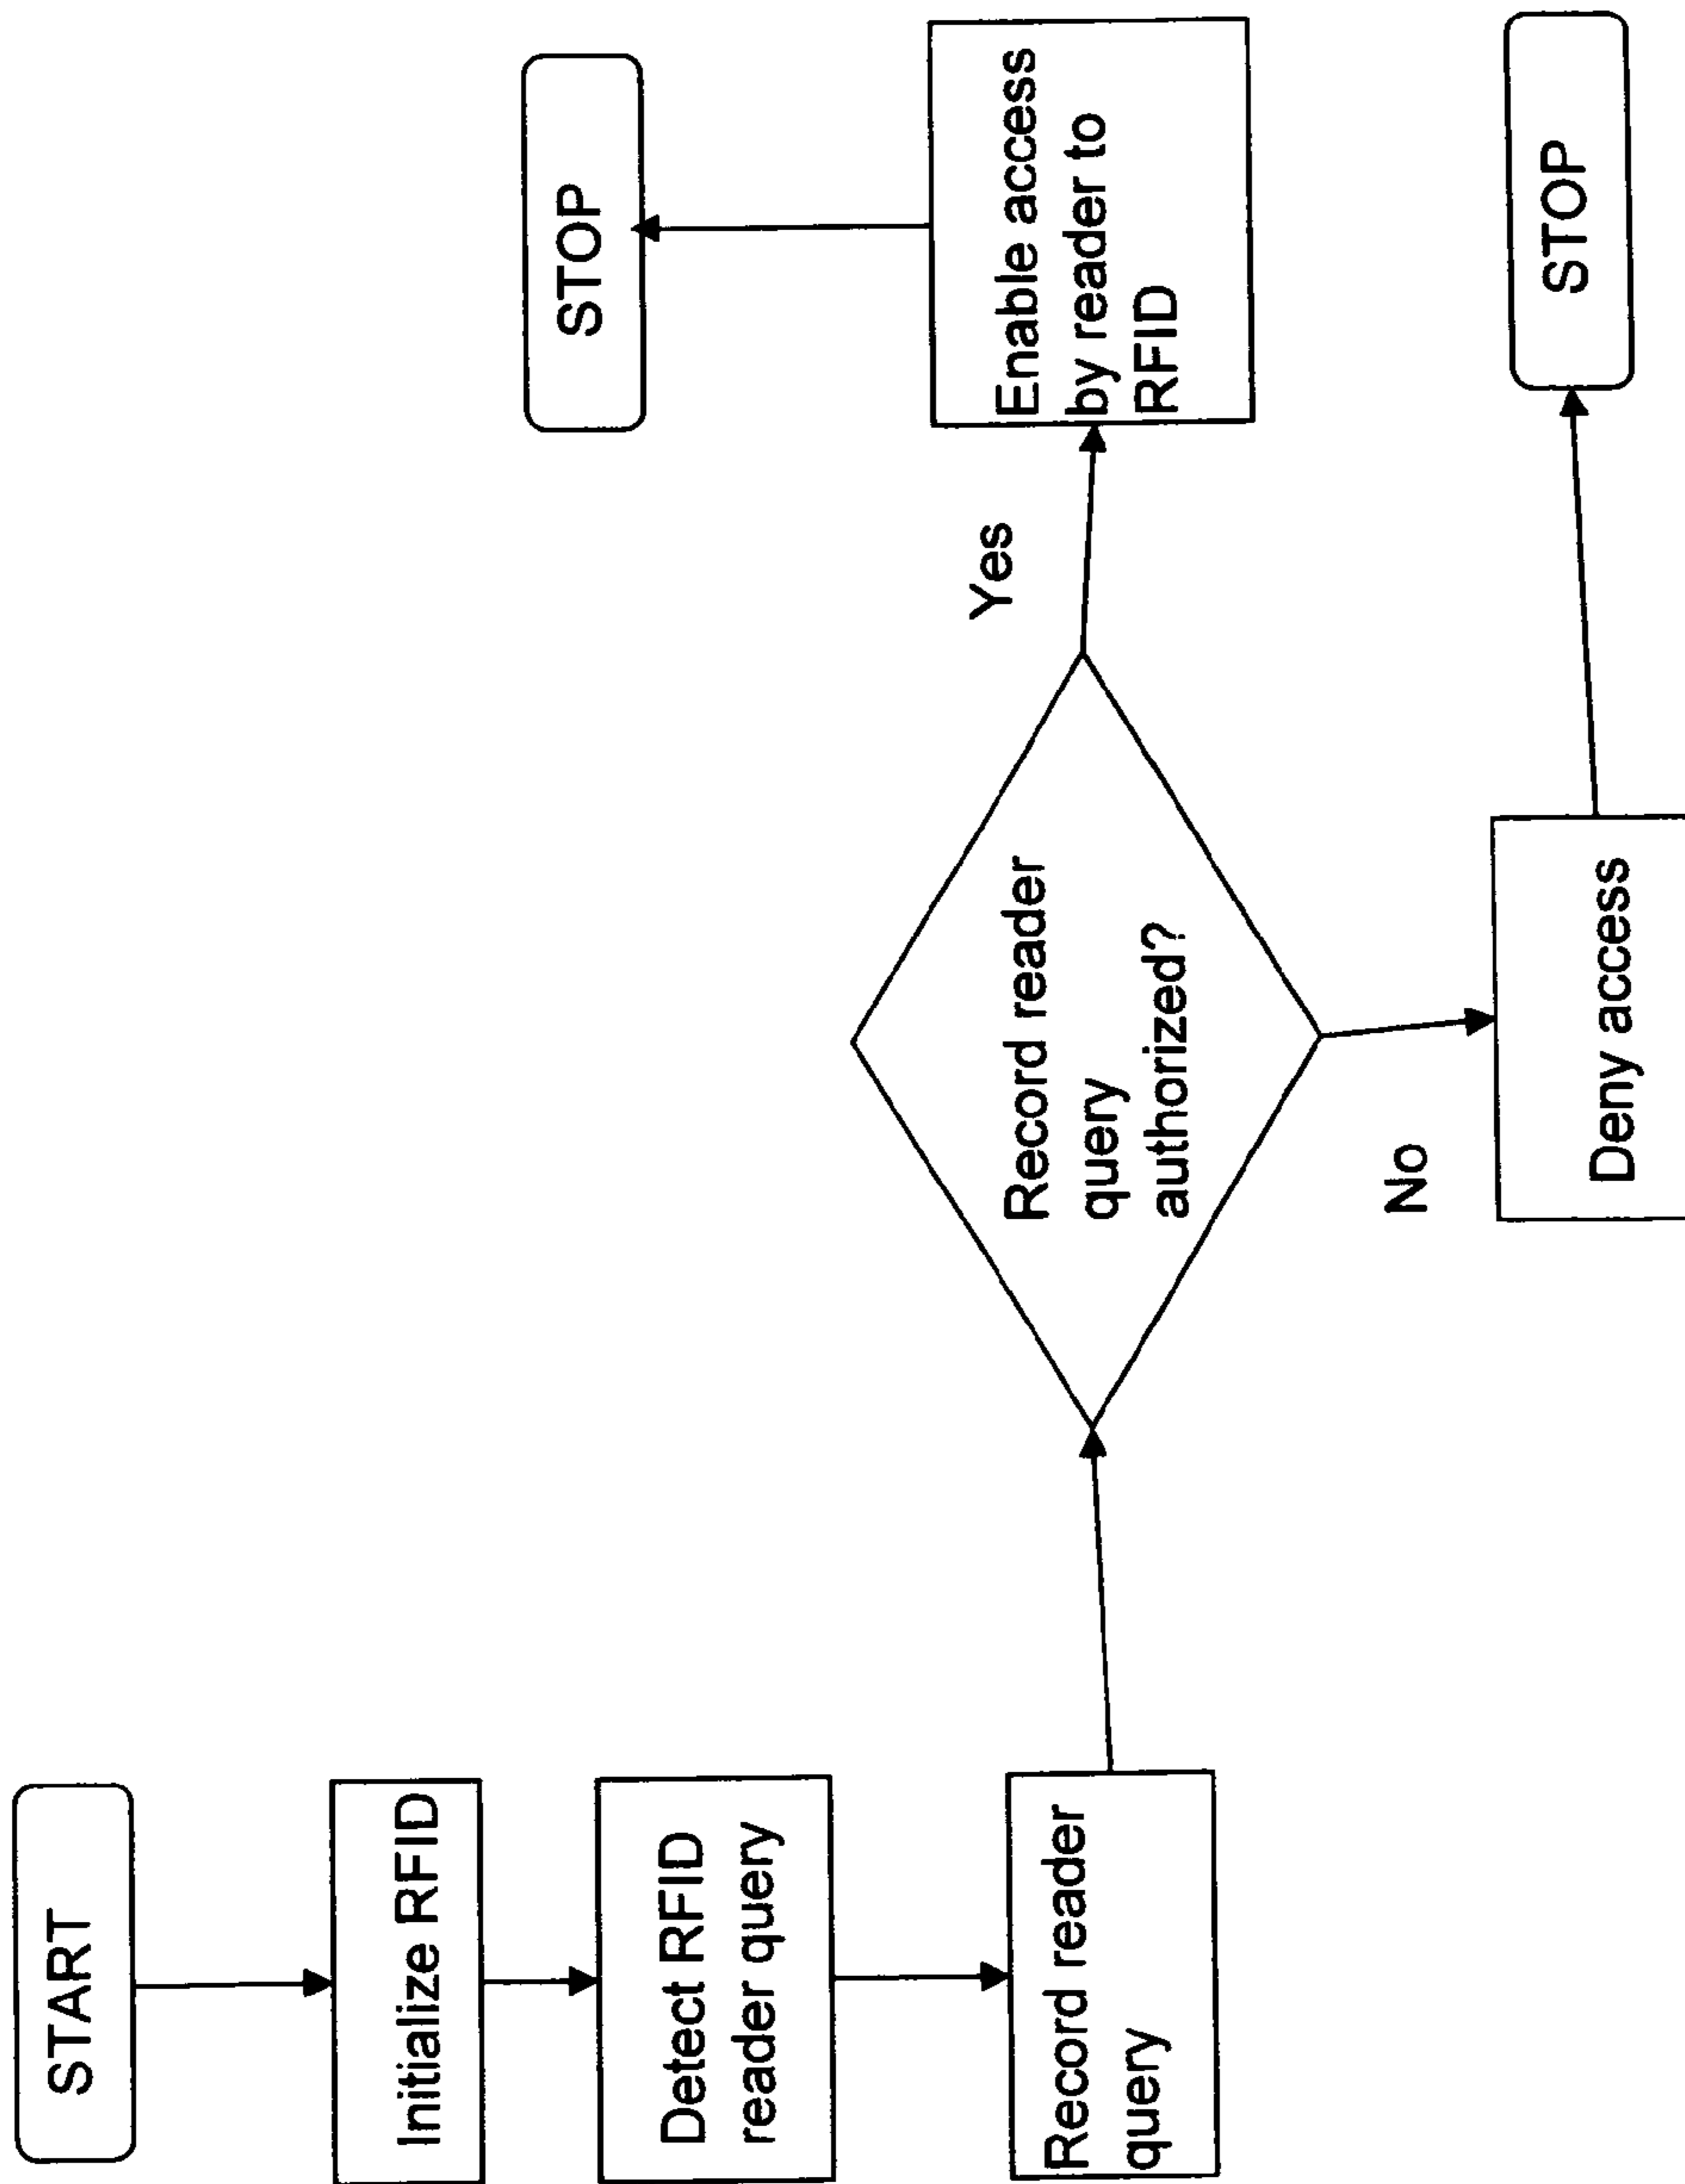 START
Initialize RFID
Detect RFID
reader query
Record reader
query
Record reader
query
authorized?
Yes
Enable access
by reader to
RFID
STOP
No
Deny access
STOP